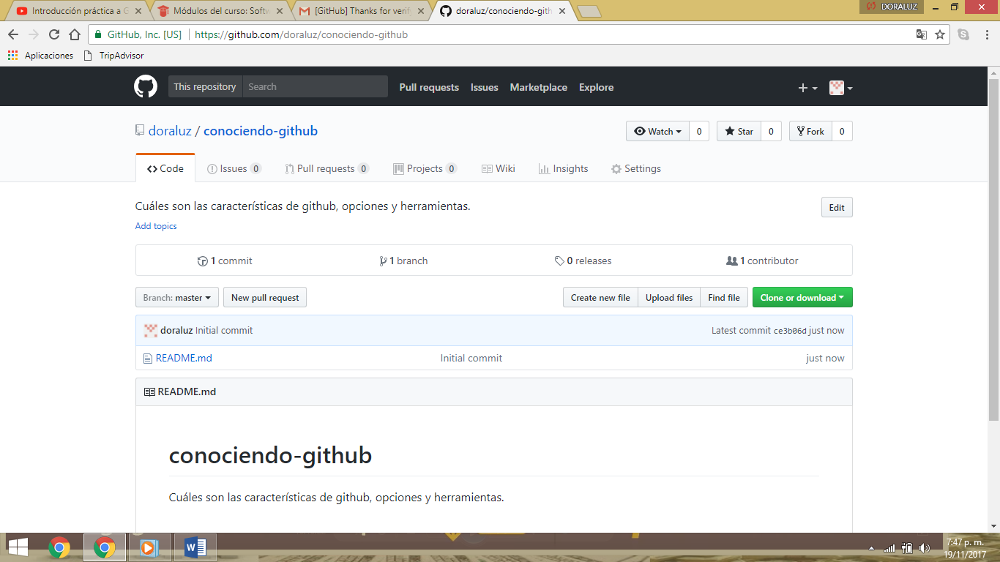 Introducción práctica a G
Módulos del curso: Softw
[GitHub] Thanks for verif
doraluz/conociendo-gith
DORALUZ
GitHub, Inc. [US]
https://github.com/doraluz/conociendo-github
Aplicaciones
TripAdvisor
This repository
Search
Pull requests
Issues
Marketplace
Explore
doraluz / conociendo-github
Watch 0
Star 0
Fork 0
Code
Issues 0
Pull requests 0
Projects 0
Wiki
Insights
Settings
Cuáles son las características de github, opciones y herramientas.
Edit
Add topics
1 commit
1 branch
0 releases
1 contributor
Branch: master
New pull request
Create new file
Upload files
Find file
Clone or download
doraluz Initial commit
Latest commit ce3b06d just now
README.md
Initial commit
just now
README.md
conociendo-github
Cuáles son las características de github, opciones y herramientas.
7:47 p. m.
19/11/2017